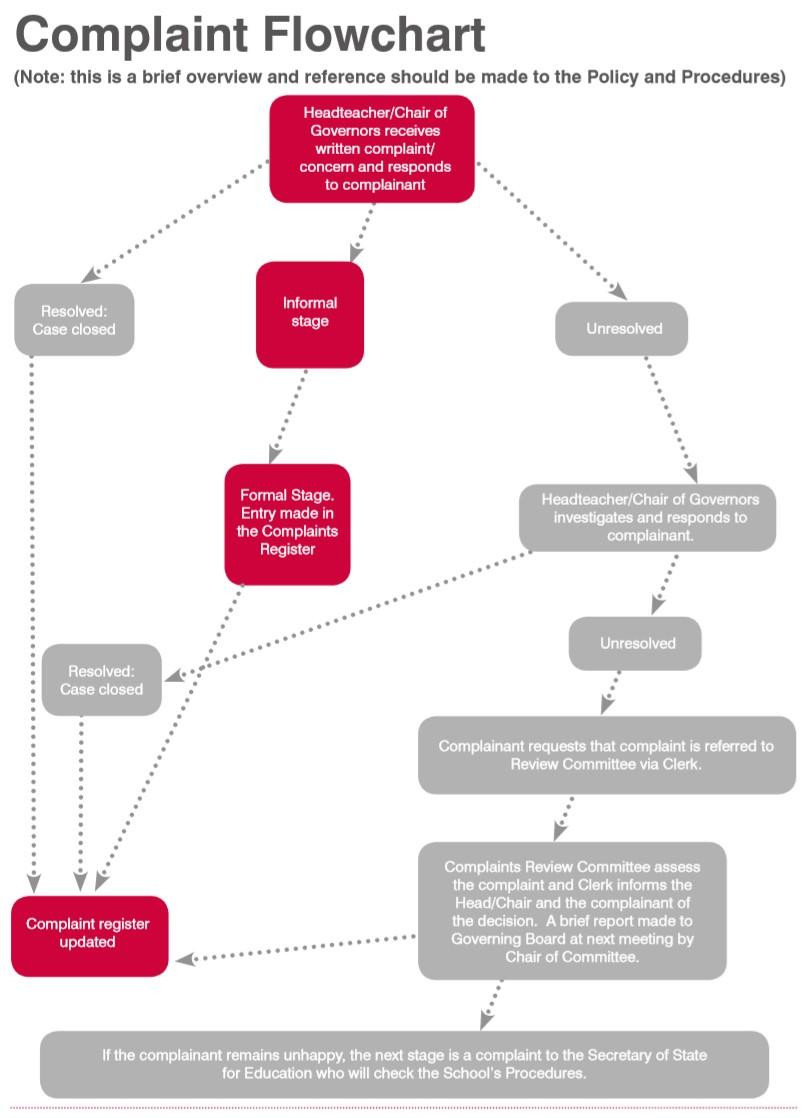 Complaint Flowchart
(Note: this is a brief overview and reference should be made to the Policy and Procedures)
Headteacher/Chair of
Governors receives
written complaint/
concern and responds
to complainant
Resolved:
Case closed
Informal
stage
Unresolved
Formal Stage.
Entry made in
the Complaints
Register
Headteacher/Chair of Governors
investigates and responds to
complainant.
Unresolved
Resolved:
Case closed
Complainant requests that complaint is referred to
Review Committee via Clerk.
Complaints Review Committee assess
the complaint and Clerk informs the
Head/Chair and the complainant of
the decision.  A brief report made to
Governing Board at next meeting by
Chair of Committee.
Complaint register
updated
If the complainant remains unhappy, the next stage is a complaint to the Secretary of State
for Education who will check the School's Procedures.